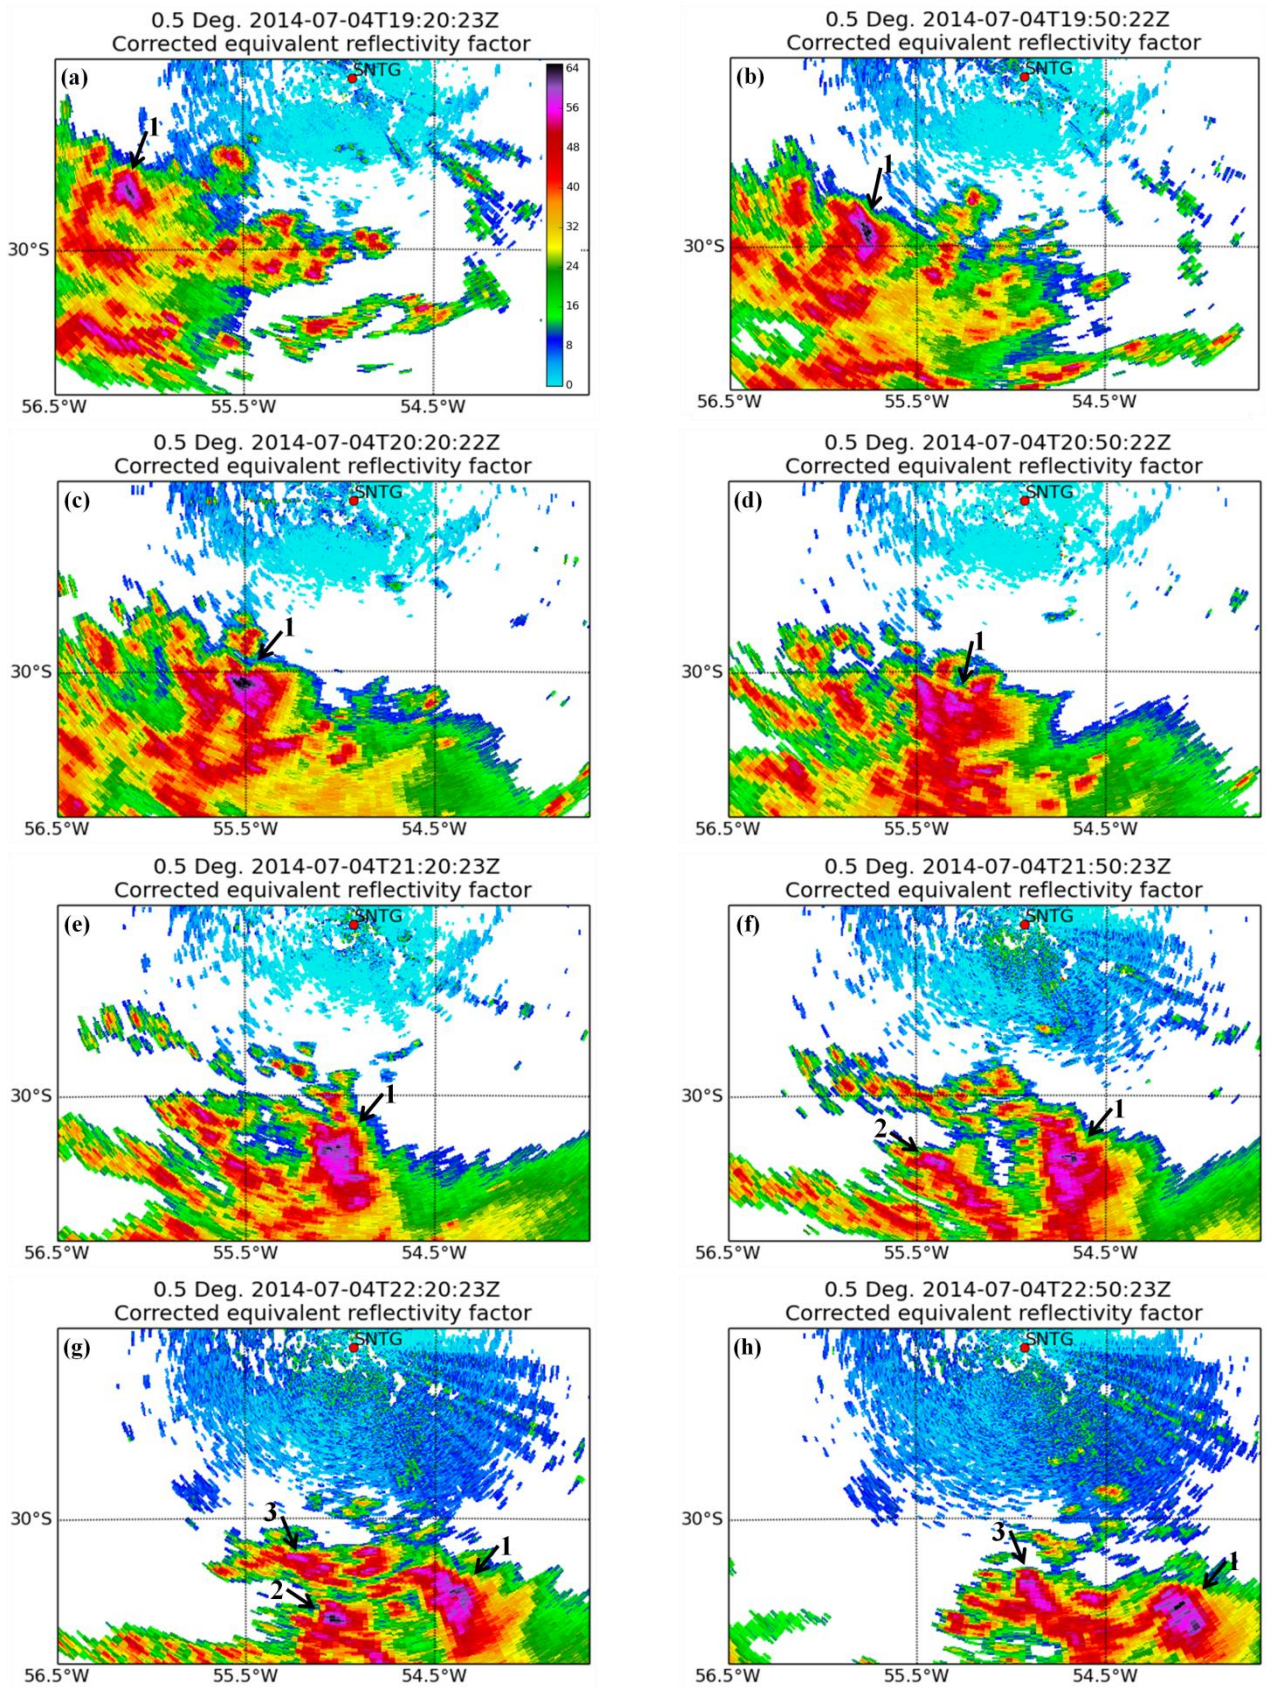 0.5 Deg. 2014-07-04T19:20:23Z
Corrected equivalent reflectivity factor
(a)
SNTG
1
64
56
48
40
32
24
16
8
0
30°S
56.5°W 55.5°W 54.5°W
0.5 Deg. 2014-07-04T19:50:22Z
Corrected equivalent reflectivity factor
(b)
SNTG
1
30°S
56.5°W 55.5°W 54.5°W
0.5 Deg. 2014-07-04T20:20:22Z
Corrected equivalent reflectivity factor
(c)
SNTG
1
30°S
56.5°W 55.5°W 54.5°W
0.5 Deg. 2014-07-04T20:50:22Z
Corrected equivalent reflectivity factor
(d)
SNTG
1
30°S
56.5°W 55.5°W 54.5°W
0.5 Deg. 2014-07-04T21:20:23Z
Corrected equivalent reflectivity factor
(e)
SNTG
1
30°S
56.5°W 55.5°W 54.5°W
0.5 Deg. 2014-07-04T21:50:23Z
Corrected equivalent reflectivity factor
(f)
SNTG
1
2
30°S
56.5°W 55.5°W 54.5°W
0.5 Deg. 2014-07-04T22:20:23Z
Corrected equivalent reflectivity factor
(g)
SNTG
30°S
3
1
2
56.5°W 55.5°W 54.5°W
0.5 Deg. 2014-07-04T22:50:23Z
Corrected equivalent reflectivity factor
(h)
SNTG
30°S
3
1
56.5°W 55.5°W 54.5°W